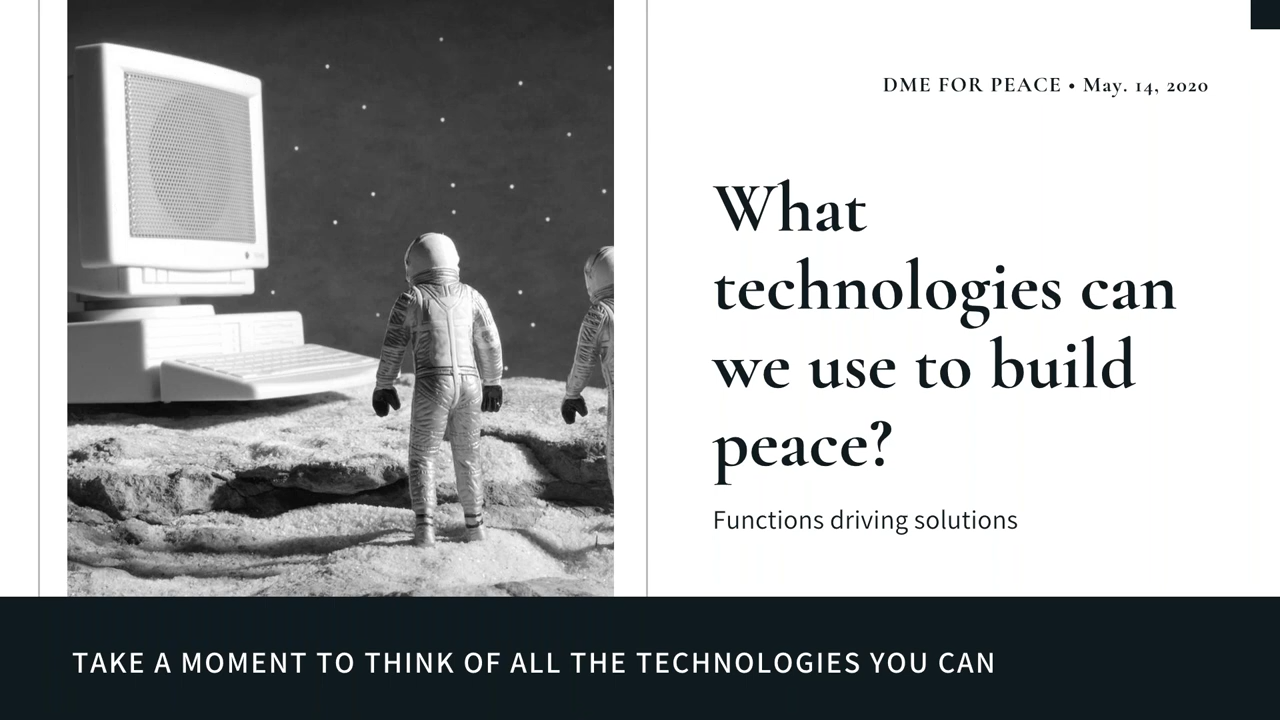 DME FOR PEACE • May. 14, 2020
What
technologies can
we use to build
peace?
Functions driving solutions
TAKE A MOMENT TO THINK OF ALL THE TECHNOLOGIES YOU CAN